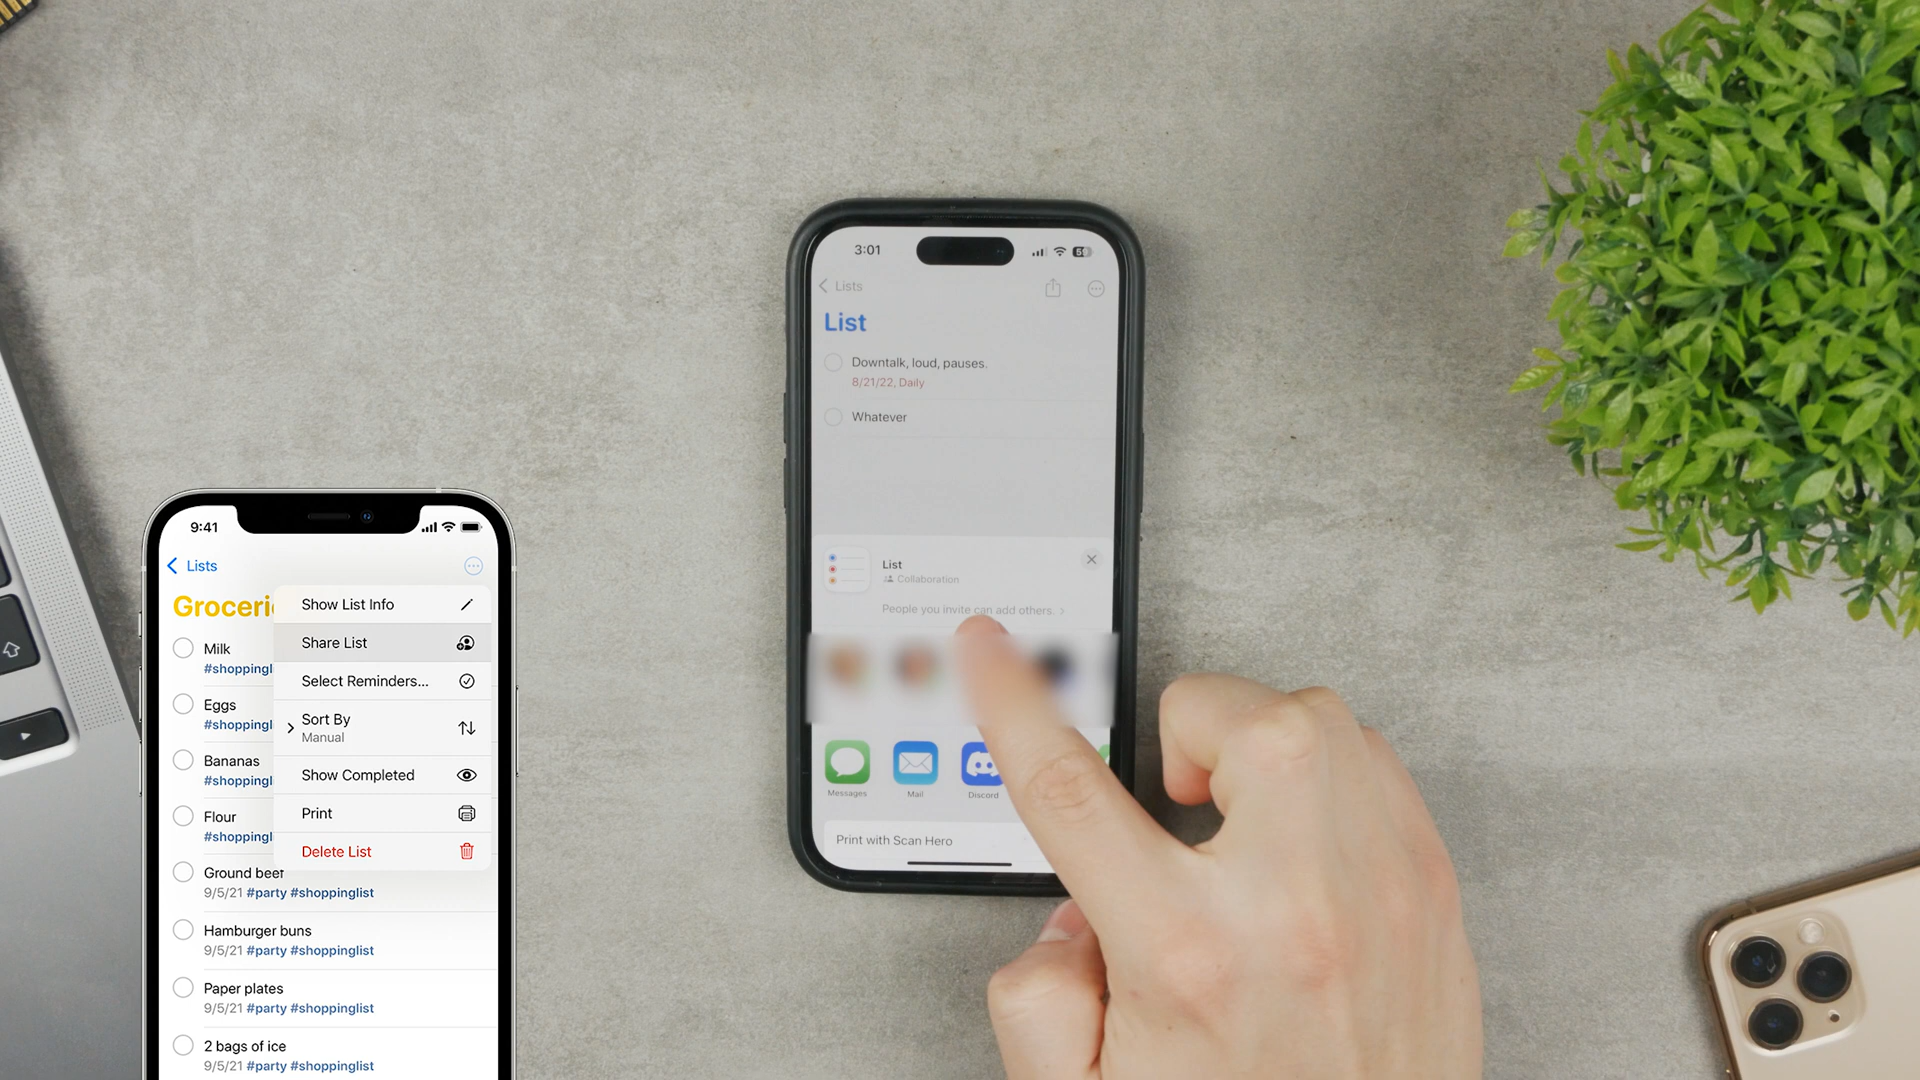 3:01
Lists
List
Downtalk, loud, pauses.
8/21/22, Daily
Whatever
List
Collaboration
People you invite can add others.
Messages
Mail
Discord
Print with Scan Hero
9:41
Lists
Groceri
Show List Info
Share List
Select Reminders...
Sort By
Manual
Show Completed
Print
Delete List
Milk
#shoppingl
Eggs
#shoppingl
Bananas
#shoppingl
Flour
#shoppingl
Ground beef
9/5/21 #party #shoppinglist
Hamburger buns
9/5/21 #party #shoppinglist
Paper plates
9/5/21 #party #shoppinglist
2 bags of ice
9/5/21 #party #shoppinglist